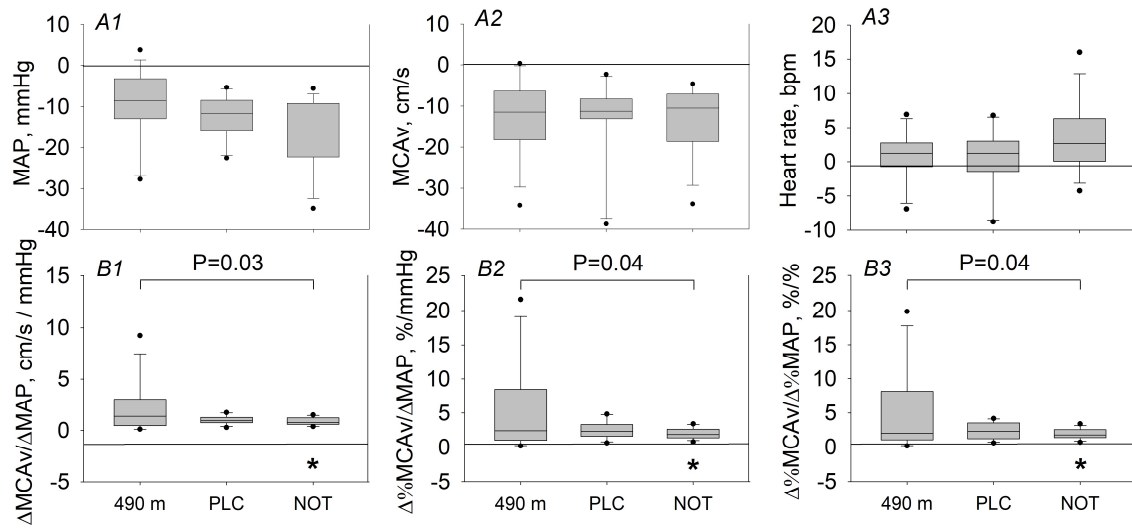 A1
MAP, mmHg
10
0
-10
-20
-30
-40
A2
MCAv, cm/s
10
0
-10
-20
-30
-40
A3
Heart rate, bpm
20
15
10
5
0
-5
-10
B1
P=0.03
ΔMCAv/ΔMAP, cm/s / mmHg
15
10
5
0
-5
*
490 m PLC NOT
B2
P=0.04
Δ%MCAv/ΔMAP, %/mmHg
25
20
15
10
5
0
-5
*
490 m PLC NOT
B3
P=0.04
Δ%MCAv/Δ%MAP, %/%
25
20
15
10
5
0
-5
*
490 m PLC NOT